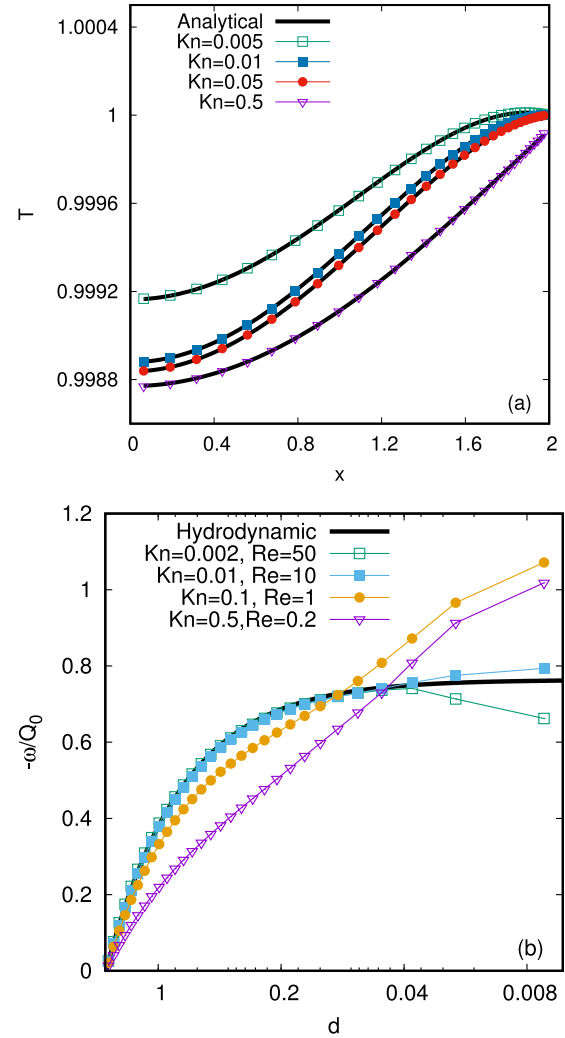 Analytical
Kn=0.005
Kn=0.01
Kn=0.05
Kn=0.5
1.0004
1
0.9996
0.9992
0.9988
T
(a)
0 0.4 0.8 1.2 1.6 2
x
Hydrodynamic
Kn=0.002, Re=50
Kn=0.01, Re=10
Kn=0.1, Re=1
Kn=0.5,Re=0.2
1.2
1
0.8
0.6
0.4
0.2
0
-ω/Q0
(b)
1 0.2 0.04 0.008
d